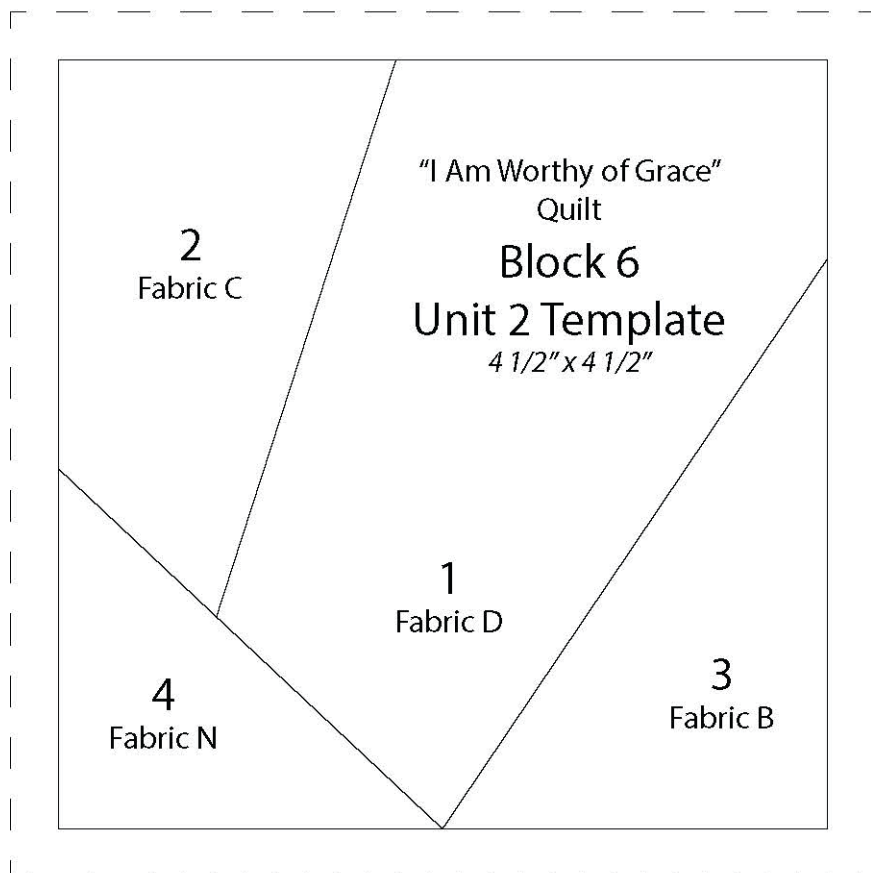 “I Am Worthy of Grace”
Quilt
Block 6
Unit 2 Template
4 1/2” x 4 1/2”
2
Fabric C
1
Fabric D
3
Fabric B
4
Fabric N